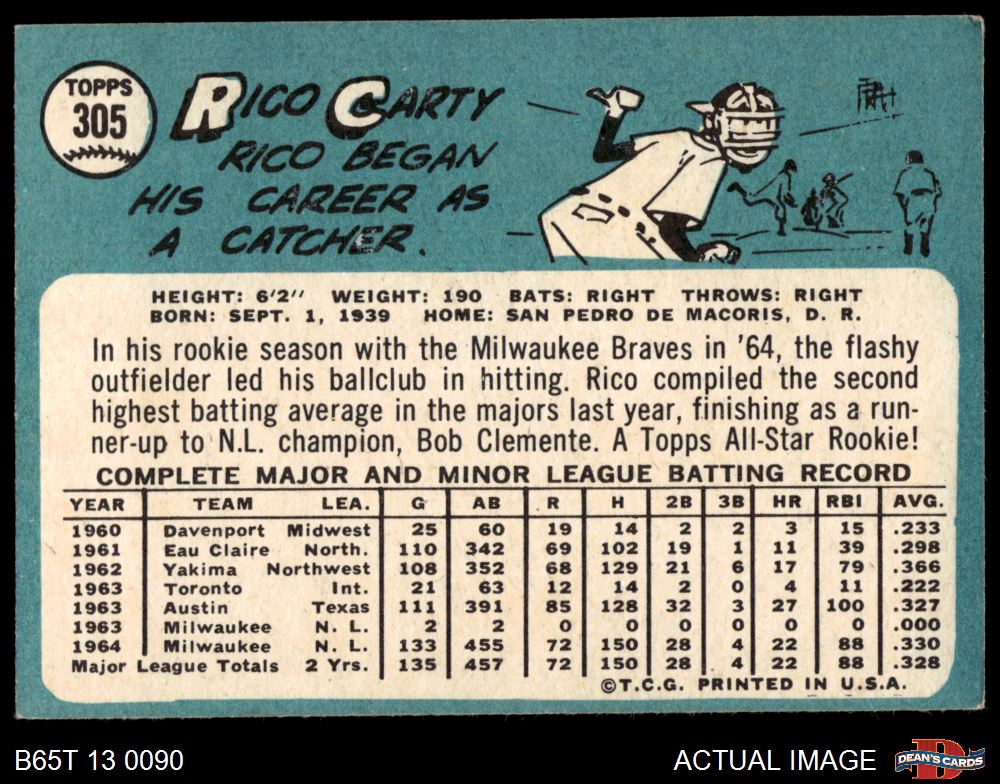 TOPPS
305
RICO CARTY
RICO BEGAN
HIS CAREER AS
A CATCHER.
HEIGHT: 6'2" WEIGHT: 190 BATS: RIGHT THROWS: RIGHT
BORN: SEPT. 1, 1939 HOME: SAN PEDRO DE MACORIS, D. R.
In his rookie season with the Milwaukee Braves in '64, the flashy
outfielder led his ballclub in hitting. Rico compiled the second
highest batting average in the majors last year, finishing as a run-
ner-up to N.L. champion, Bob Clemente. A Topps All-Star Rookie!
COMPLETE MAJOR AND MINOR LEAGUE BATTING RECORD
YEAR TEAM LEA. G AB R H 2B 3B HR RBI AVG.
1960 Davenport Midwest 25 60 19 14 2 2 3 15 .233
1961 Eau Claire North. 110 342 69 102 19 1 11 39 .298
1962 Yakima Northwest 108 352 68 129 21 6 17 79 .366
1963 Toronto Int. 21 63 12 14 2 0 4 11 .222
1963 Austin Texas 111 391 85 128 32 3 27 100 .327
1963 Milwaukee N. L. 2 2 0 0 0 0 0 0 .000
1964 Milwaukee N. L. 133 455 72 150 28 4 22 88 .330
Major League Totals 2 Yrs. 135 457 72 150 28 4 22 88 .328
©T.C.G. PRINTED IN U.S.A.
B65T 13 0090
ACTUAL IMAGE
DEAN'S CARDS